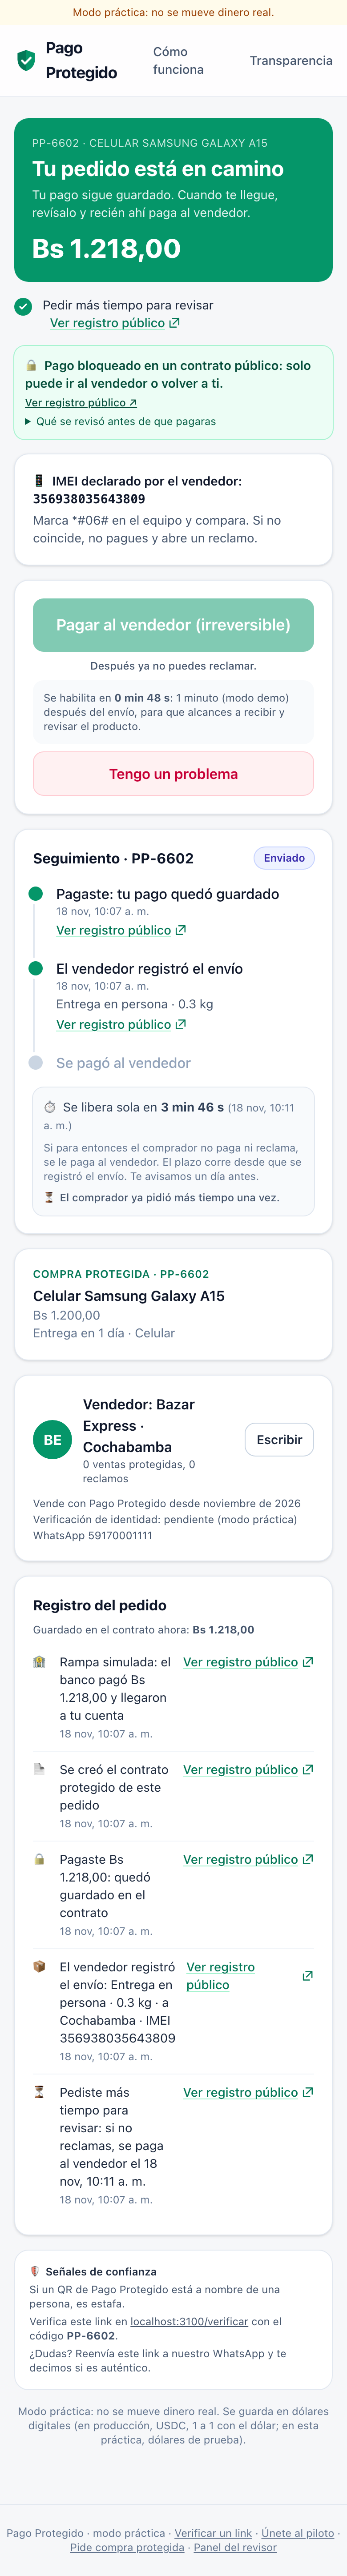 Modo práctica: no se mueve dinero real.
Pago
Protegido
Cómo
funciona
Transparencia
PP-6602 · CELULAR SAMSUNG GALAXY A15
Tu pedido está en camino
Tu pago sigue guardado. Cuando te llegue,
revísalo y recién ahí paga al vendedor.
Bs 1.218,00
Pedir más tiempo para revisar
Ver registro público
Pago bloqueado en un contrato público: solo
puede ir al vendedor o volver a ti.
Ver registro público ↗
▶ Qué se revisó antes de que pagaras
IMEI declarado por el vendedor:
356938035643809
Marca *#06# en el equipo y compara. Si no
coincide, no pagues y abre un reclamo.
Pagar al vendedor (irreversible)
Después ya no puedes reclamar.
Se habilita en 0 min 48 s: 1 minuto (modo demo)
después del envío, para que alcances a recibir y
revisar el producto.
Tengo un problema
Seguimiento · PP-6602
Enviado
Pagaste: tu pago quedó guardado
18 nov, 10:07 a. m.
Ver registro público
El vendedor registró el envío
18 nov, 10:07 a. m.
Entrega en persona · 0.3 kg
Ver registro público
Se pagó al vendedor
Se libera sola en 3 min 46 s (18 nov, 10:11
a. m.)
Si para entonces el comprador no paga ni reclama,
se le paga al vendedor. El plazo corre desde que se
registró el envío. Te avisamos un día antes.
El comprador ya pidió más tiempo una vez.
COMPRA PROTEGIDA · PP-6602
Celular Samsung Galaxy A15
Bs 1.200,00
Entrega en 1 día · Celular
BE
Vendedor: Bazar
Express ·
Cochabamba
0 ventas protegidas, 0
reclamos
Escribir
Vende con Pago Protegido desde noviembre de 2026
Verificación de identidad: pendiente (modo práctica)
WhatsApp 59170001111
Registro del pedido
Guardado en el contrato ahora: Bs 1.218,00
Rampa simulada: el
banco pagó Bs
1.218,00 y llegaron
a tu cuenta
18 nov, 10:07 a. m.
Ver registro público
Se creó el contrato
protegido de este
pedido
18 nov, 10:07 a. m.
Ver registro público
Pagaste Bs
1.218,00: quedó
guardado en el
contrato
18 nov, 10:07 a. m.
Ver registro público
El vendedor registró
el envío: Entrega en
persona · 0.3 kg · a
Cochabamba · IMEI
356938035643809
18 nov, 10:07 a. m.
Ver registro
público
Pediste más
tiempo para
revisar: si no
reclamas, se paga
al vendedor el 18
nov, 10:11 a. m.
18 nov, 10:07 a. m.
Ver registro público
Señales de confianza
Si un QR de Pago Protegido está a nombre de una
persona, es estafa.
Verifica este link en localhost:3100/verificar con el
código PP-6602.
¿Dudas? Reenvía este link a nuestro WhatsApp y te
decimos si es auténtico.
Modo práctica: no se mueve dinero real. Se guarda en dólares
digitales (en producción, USDC, 1 a 1 con el dólar; en esta
práctica, dólares de prueba).
Pago Protegido · modo práctica · Verificar un link · Únete al piloto ·
Pide compra protegida · Panel del revisor